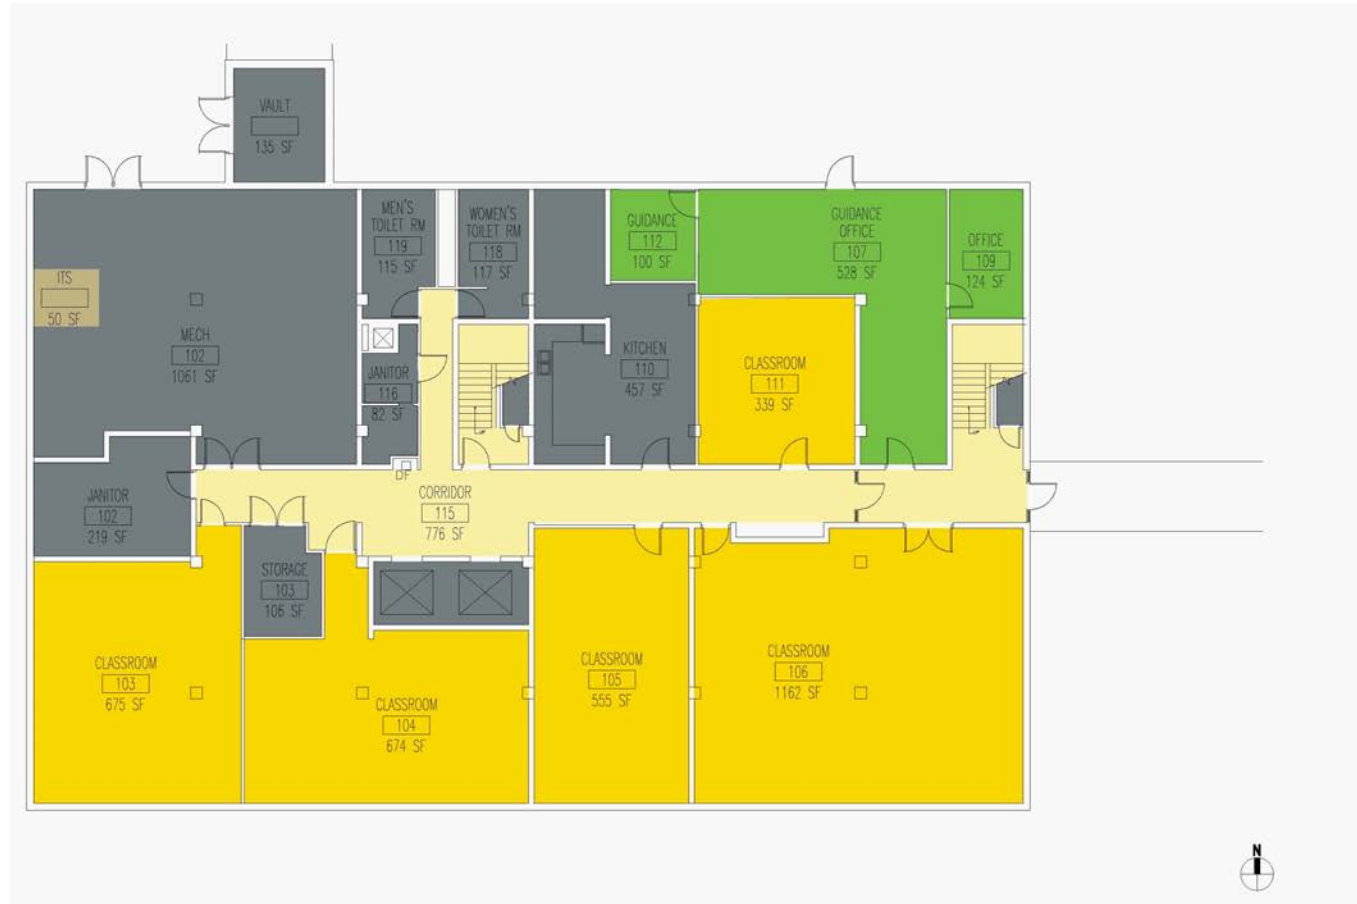 VAULT
135 SF
ITS
50 SF
MECH
102
1061 SF
MEN'S
TOILET RM
119
115 SF
WOMEN'S
TOILET RM
118
117 SF
JANITOR
116
82 SF
KITCHEN
110
457 SF
GUIDANCE
112
100 SF
GUIDANCE
OFFICE
107
528 SF
OFFICE
109
124 SF
CLASSROOM
111
339 SF
JANITOR
102
219 SF
DF
CORRIDOR
115
776 SF
STORAGE
103
106 SF
CLASSROOM
103
675 SF
CLASSROOM
104
674 SF
CLASSROOM
105
555 SF
CLASSROOM
106
1162 SF
N